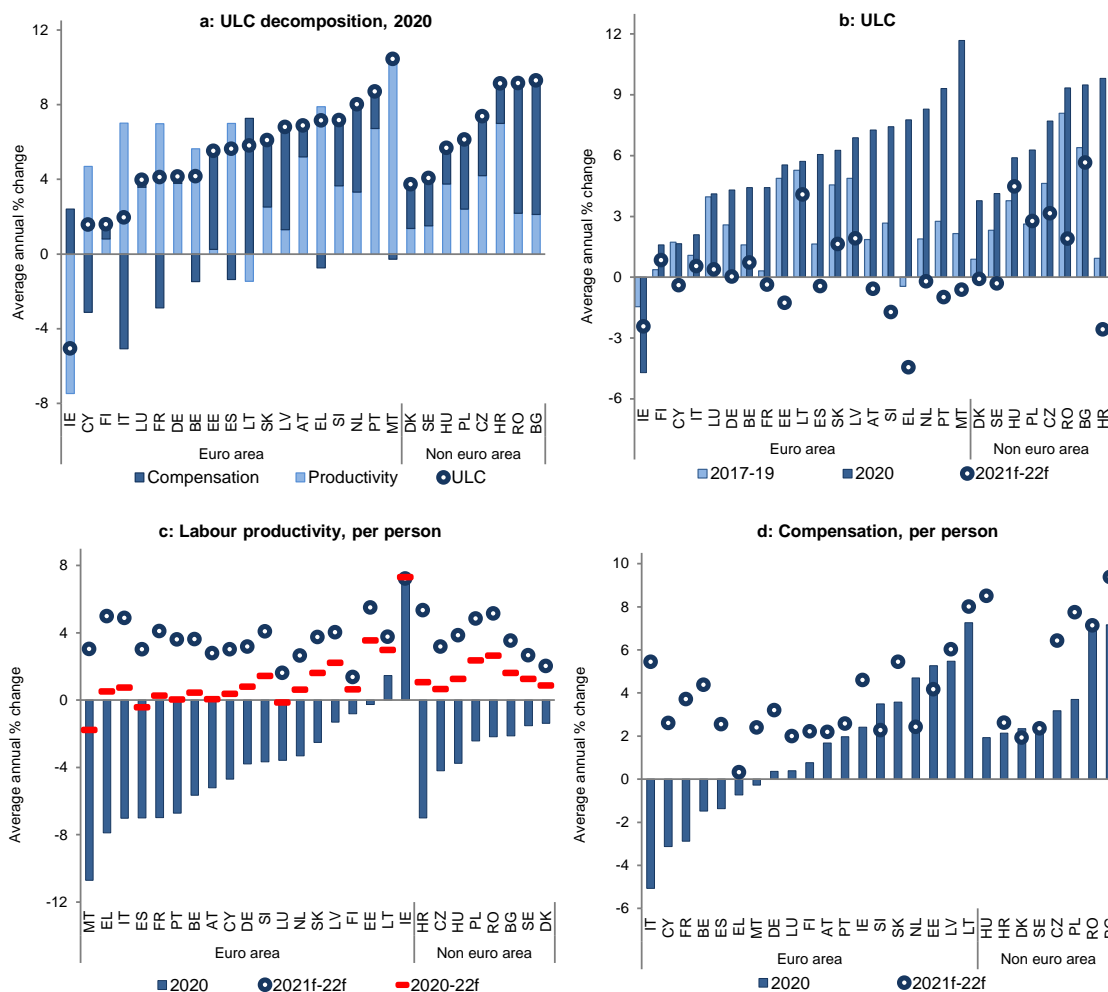 a: ULC decomposition, 2020
Average annual % change
12
8
4
0
-4
-8
IE CY FI IT LU FR DE BE EE ES LT SK LV AT EL SI NL PT MT DK SE HU PL CZ HR RO BG
Euro area Non euro area
Compensation Productivity ULC
b: ULC
Average annual % change
12
9
6
3
0
-3
-6
IE FI CY IT LU DE BE FR EE LT ES SK LV AT SI EL NL PT MT DK SE HU PL CZ RO BG HR
Euro area Non euro area
2017-19 2020 2021f-22f
c: Labour productivity, per person
Average annual % change
8
4
0
-4
-8
-12
MT EL IT ES FR PT BE AT CY DE SI LU NL SK LV FI EE LT IE HR CZ HU PL RO BG SE DK
Euro area Non euro area
2020 2021f-22f 2020-22f
d: Compensation, per person
Average annual % change
10
8
6
4
2
0
-2
-4
-6
IT CY FR BE ES EL MT DE LU FI AT PT IE SI SK NL EE LV LT HU HR DK SE CZ PL RO
Euro area Non euro area
2020 2021f-22f